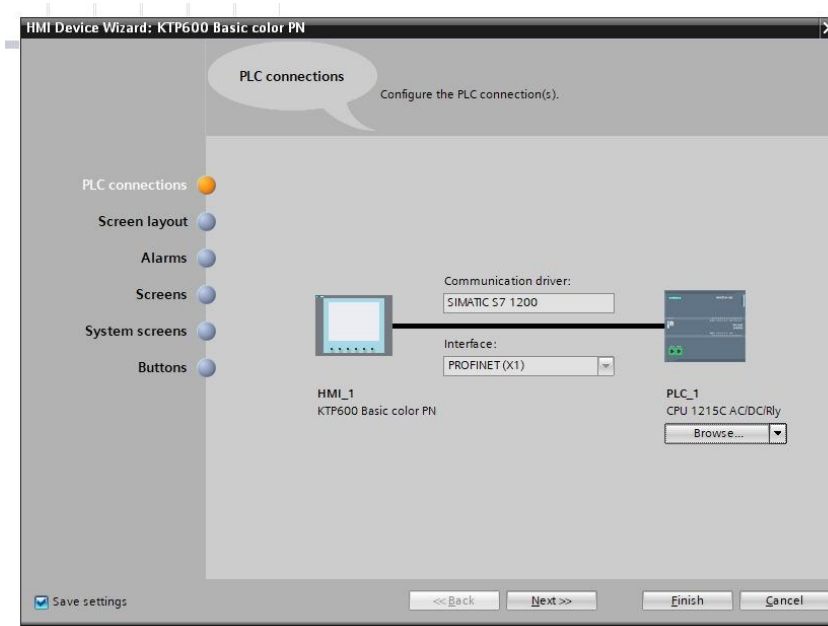 HMI Device Wizard: KTP600 Basic color PN
PLC connections
Configure the PLC connection(s).
PLC connections
Screen layout
Alarms
Screens
System screens
Buttons
Communication driver:
SIMATIC S7 1200
Interface:
PROFINET (X1)
HMI_1
KTP600 Basic color PN
PLC_1
CPU 1215C AC/DC/Rly
Browse...
Save settings
<<Back
Next >>
Finish
Cancel